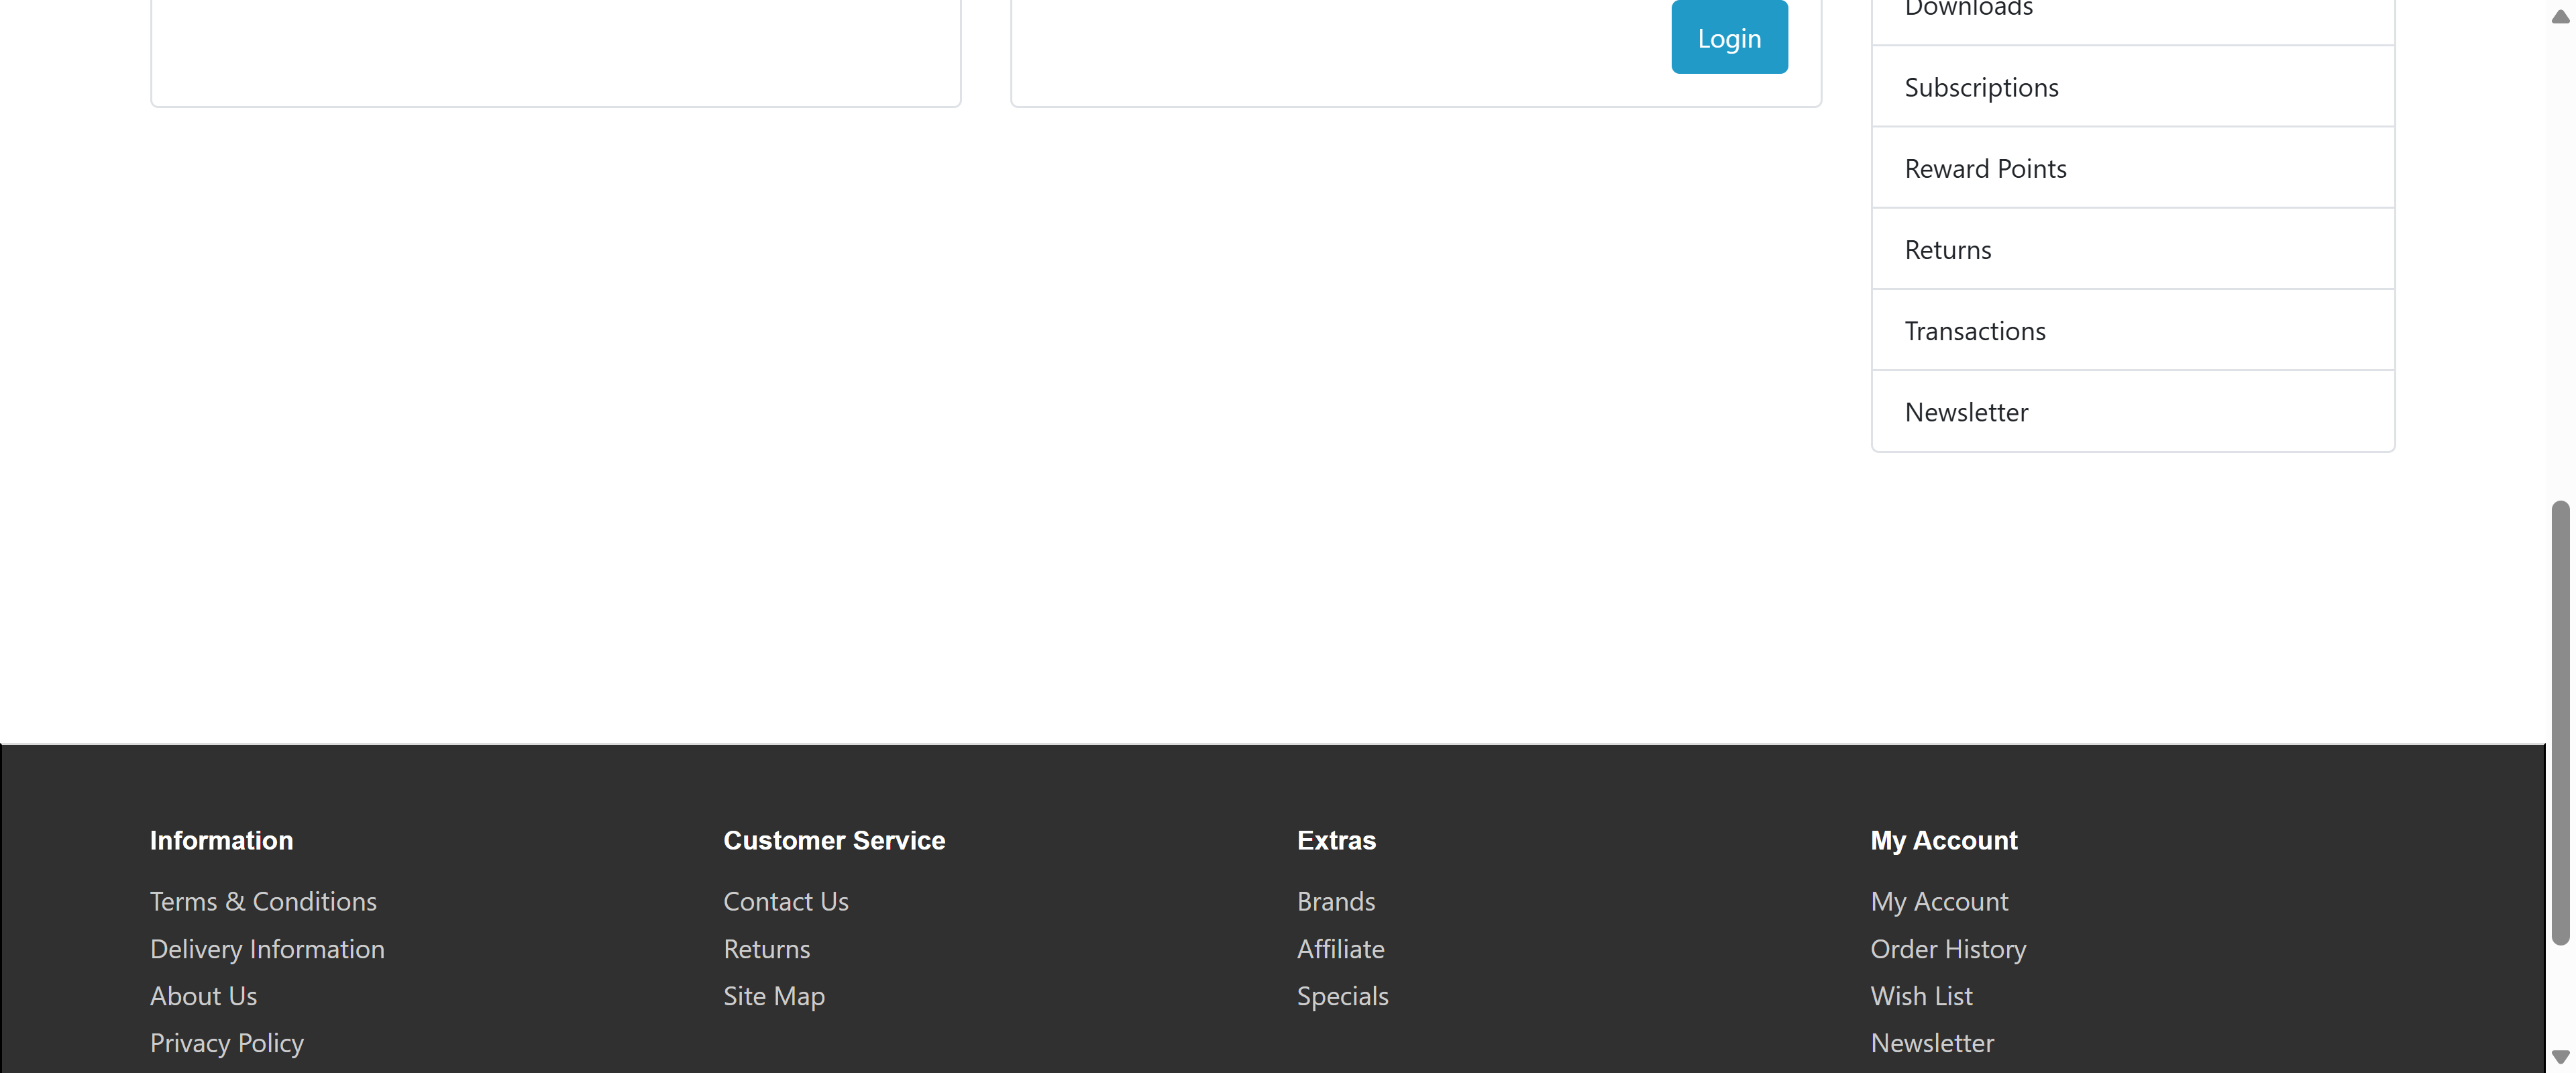 Login
Downloads
Subscriptions
Reward Points
Returns
Transactions
Newsletter
Information
Terms & Conditions
Delivery Information
About Us
Privacy Policy
Customer Service
Contact Us
Returns
Site Map
Extras
Brands
Affiliate
Specials
My Account
My Account
Order History
Wish List
Newsletter